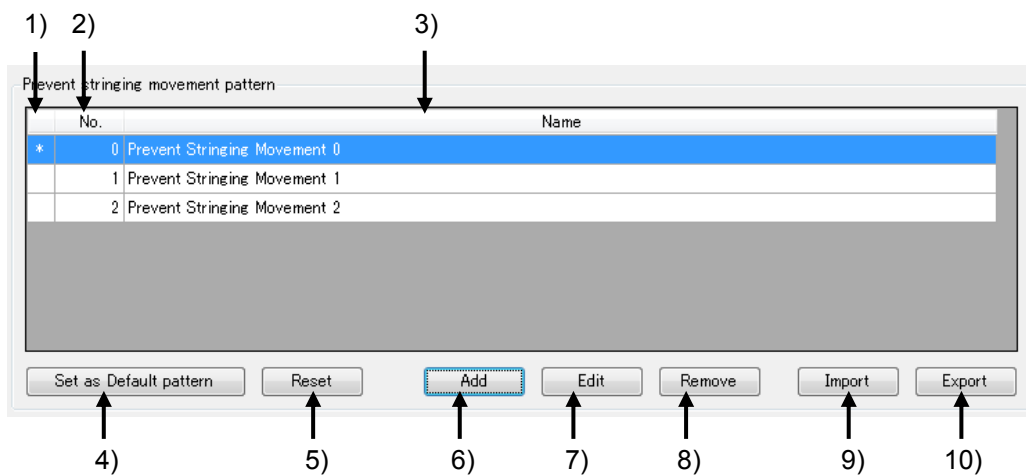 1) 2) 3)
Prevent stringing movement pattern
No. Name
* 0 Prevent Stringing Movement 0
1 Prevent Stringing Movement 1
2 Prevent Stringing Movement 2
Set as Default pattern Reset Add Edit Remove Import Export
4) 5) 6) 7) 8) 9) 10)